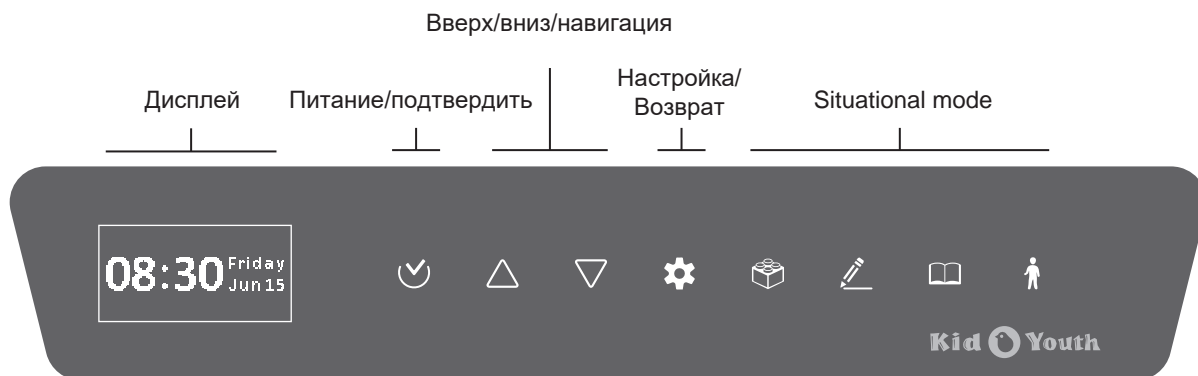 Вверх/вниз/навигация
Дисплей
Питание/подтвердить
Настройка/
Возврат
Situational mode
08:30
Friday
Jun 15
Kid Youth